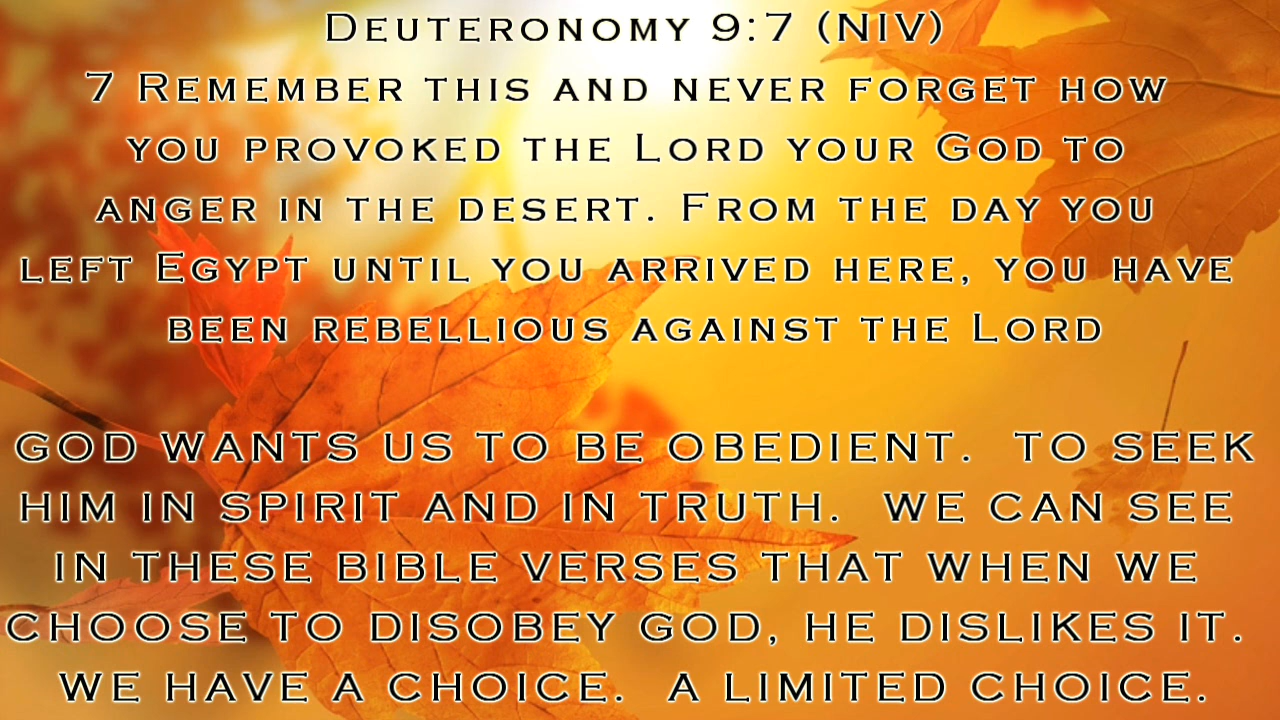 Deuteronomy 9:7 (NIV)
7 Remember this and never forget how
you provoked the Lord your God to
anger in the desert. From the day you
left Egypt until you arrived here, you have
been rebellious against the Lord
GOD WANTS US TO BE OBEDIENT. TO SEEK
HIM IN SPIRIT AND IN TRUTH. WE CAN SEE
IN THESE BIBLE VERSES THAT WHEN WE
CHOOSE TO DISOBEY GOD, HE DISLIKES IT.
WE HAVE A CHOICE. A LIMITED CHOICE.